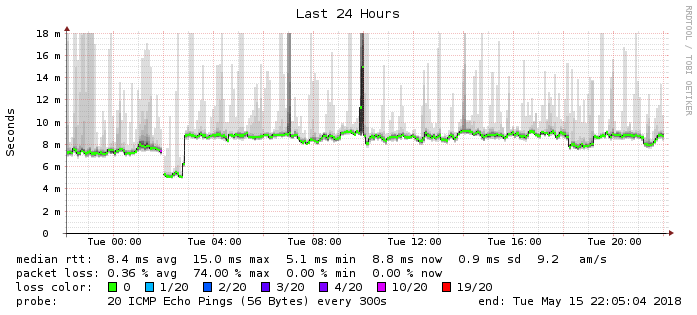 Last 24 Hours
RRDTOOL / TOBI OETIKER
Seconds
18 m
16 m
14 m
12 m
10 m
8 m
6 m
4 m
2 m
0
Tue 00:00 Tue 04:00 Tue 08:00 Tue 12:00 Tue 16:00 Tue 20:00
median rtt: 8.4 ms avg 15.0 ms max 5.1 ms min 8.8 ms now 0.9 ms sd 9.2 am/s
packet loss: 0.36 % avg 74.00 % max 0.00 % min 0.00 % now
loss color: 0 1/20 2/20 3/20 4/20 10/20 19/20
probe: 20 ICMP Echo Pings (56 Bytes) every 300s end: Tue May 15 22:05:04 2018